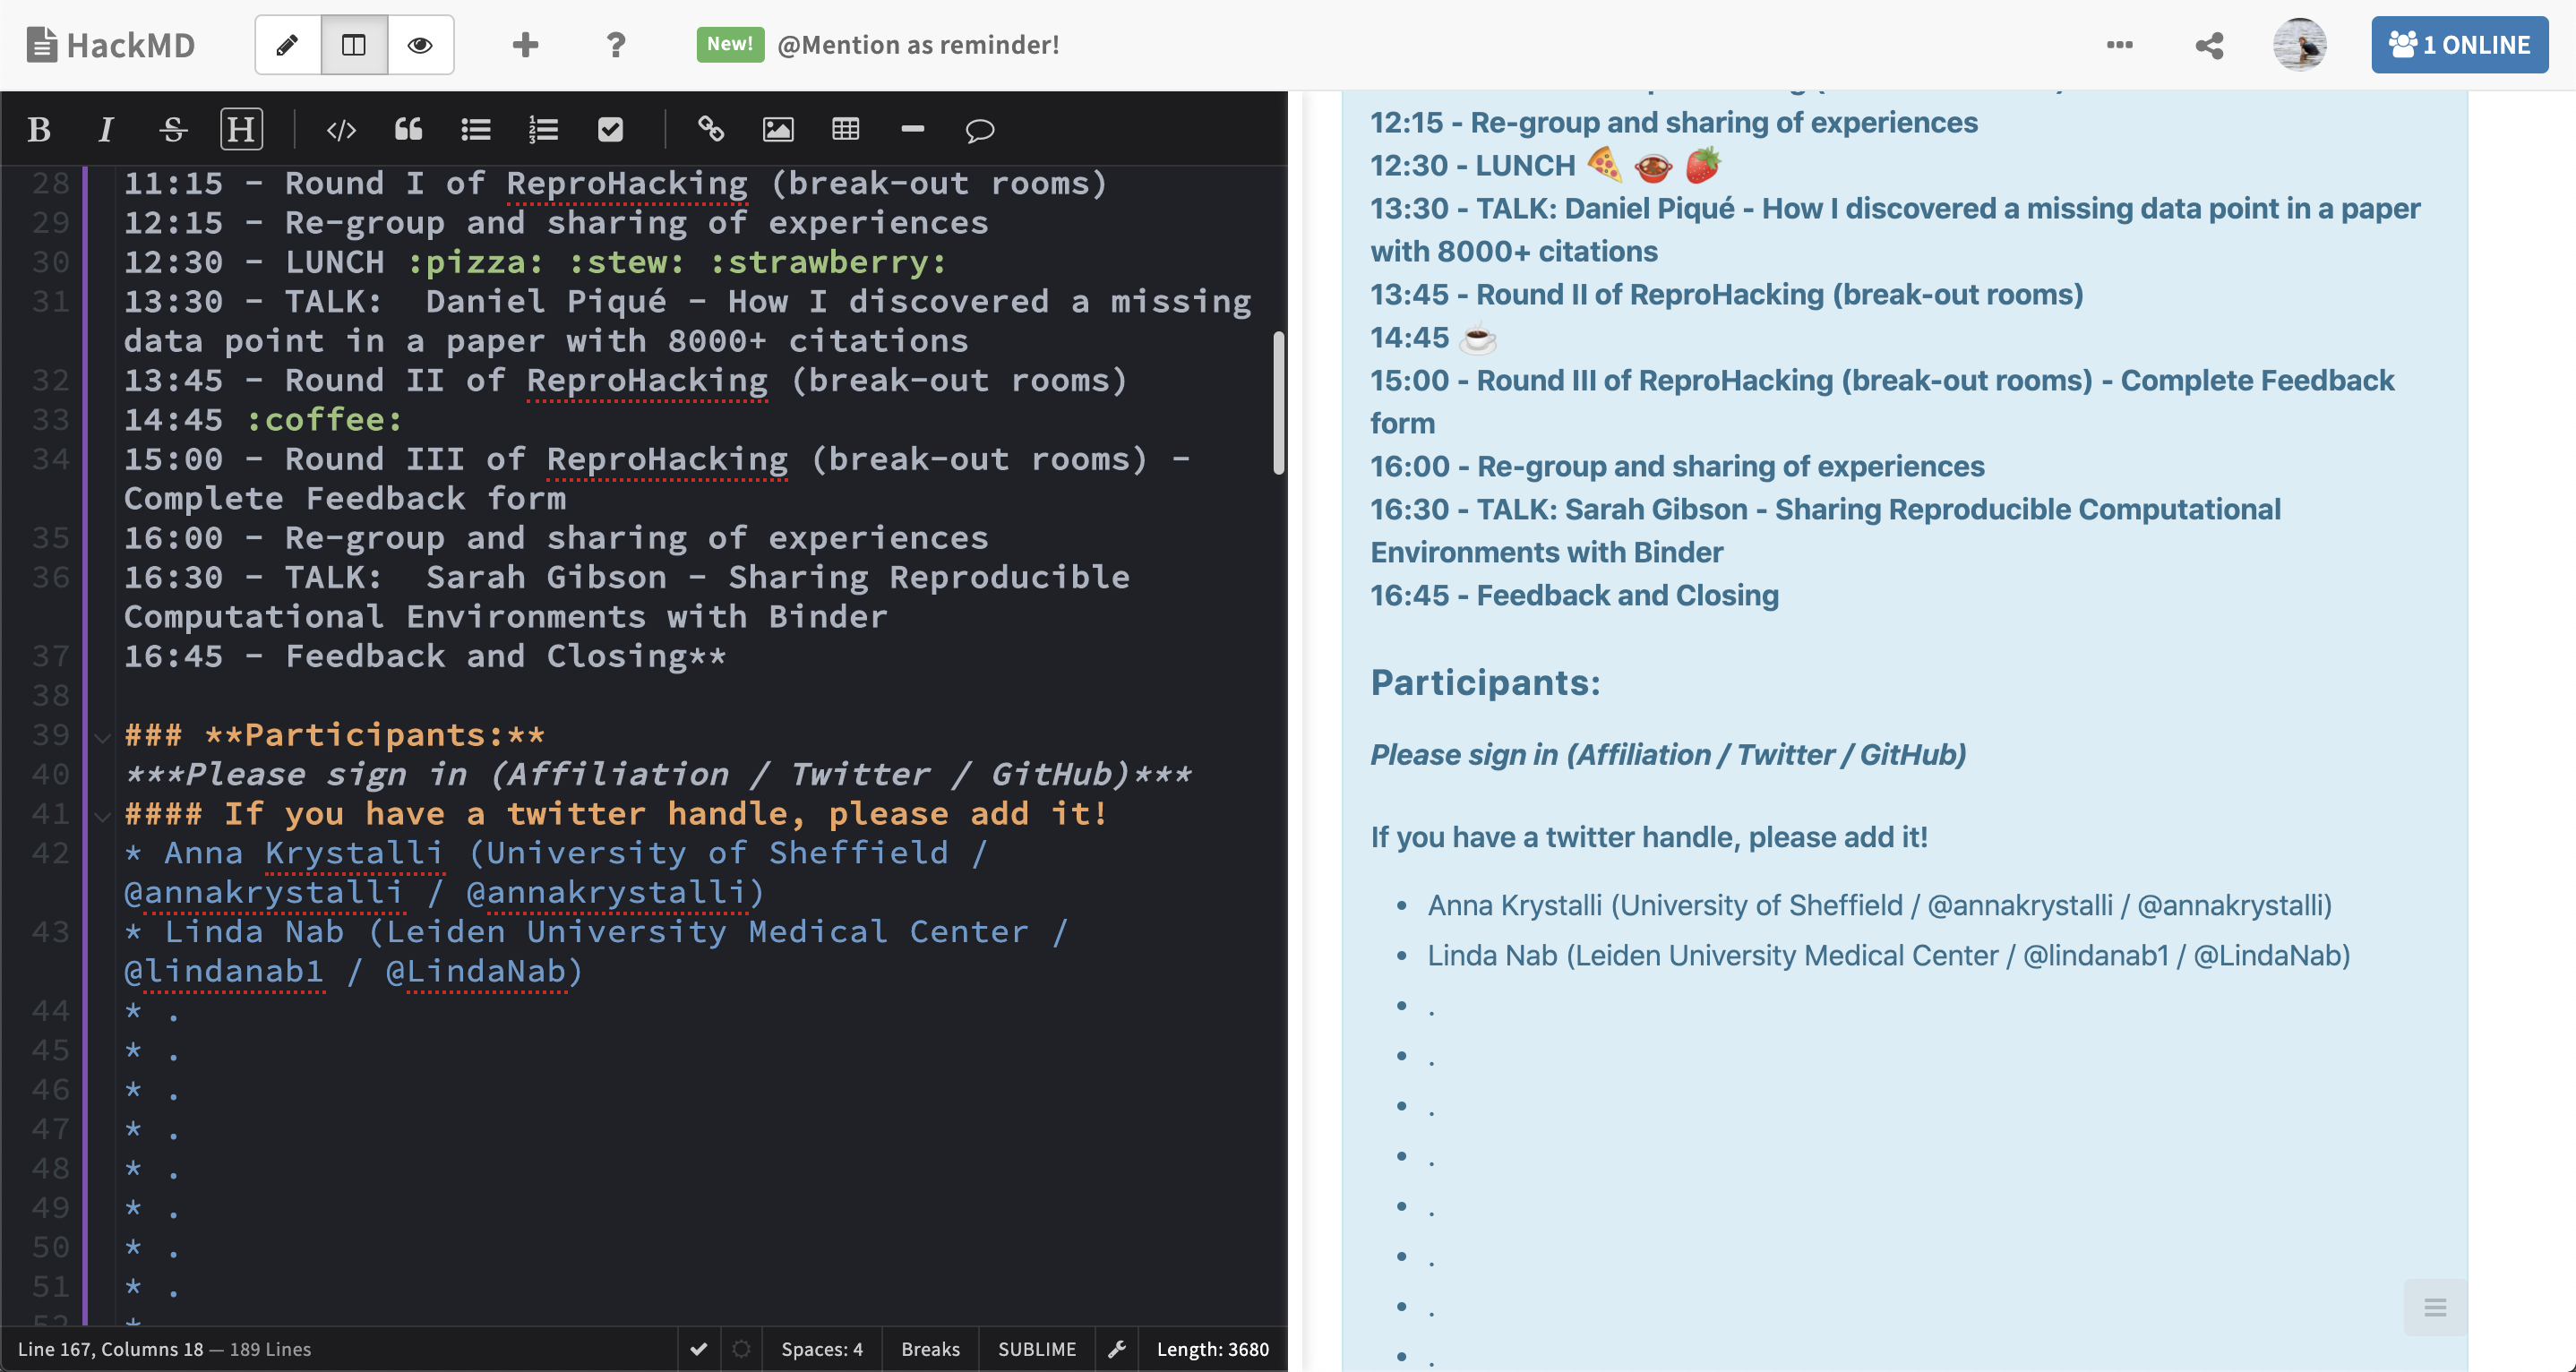 HackMD
+
?
New! @Mention as reminder!
1 ONLINE
B I S H
28 11:15 - Round I of ReproHacking (break-out rooms)
29 12:15 - Re-group and sharing of experiences
30 12:30 - LUNCH :pizza: :stew: :strawberry:
31 13:30 - TALK:  Daniel Piqué - How I discovered a missing
data point in a paper with 8000+ citations
32 13:45 - Round II of ReproHacking (break-out rooms)
33 14:45 :coffee:
34 15:00 - Round III of ReproHacking (break-out rooms) -
Complete Feedback form
35 16:00 - Re-group and sharing of experiences
36 16:30 - TALK:  Sarah Gibson - Sharing Reproducible
Computational Environments with Binder
37 16:45 - Feedback and Closing**
38
39 ### **Participants:**
40 ***Please sign in (Affiliation / Twitter / GitHub)***
41 #### If you have a twitter handle, please add it!
42 * Anna Krystalli (University of Sheffield /
@annakrystalli / @annakrystalli)
43 * Linda Nab (Leiden University Medical Center /
@lindanab1 / @LindaNab)
44 * .
45 * .
46 * .
47 * .
48 * .
49 * .
50 * .
51 * .
Line 167, Columns 18 — 189 Lines
Spaces: 4
Breaks
SUBLIME
Length: 3680
12:15 - Re-group and sharing of experiences
12:30 - LUNCH 🍕 🍲 🍓
13:30 - TALK: Daniel Piqué - How I discovered a missing data point in a paper
with 8000+ citations
13:45 - Round II of ReproHacking (break-out rooms)
14:45 ☕
15:00 - Round III of ReproHacking (break-out rooms) - Complete Feedback
form
16:00 - Re-group and sharing of experiences
16:30 - TALK: Sarah Gibson - Sharing Reproducible Computational
Environments with Binder
16:45 - Feedback and Closing
Participants:
Please sign in (Affiliation / Twitter / GitHub)
If you have a twitter handle, please add it!
• Anna Krystalli (University of Sheffield / @annakrystalli / @annakrystalli)
• Linda Nab (Leiden University Medical Center / @lindanab1 / @LindaNab)
• .
• .
• .
• .
• .
• .
• .
• .